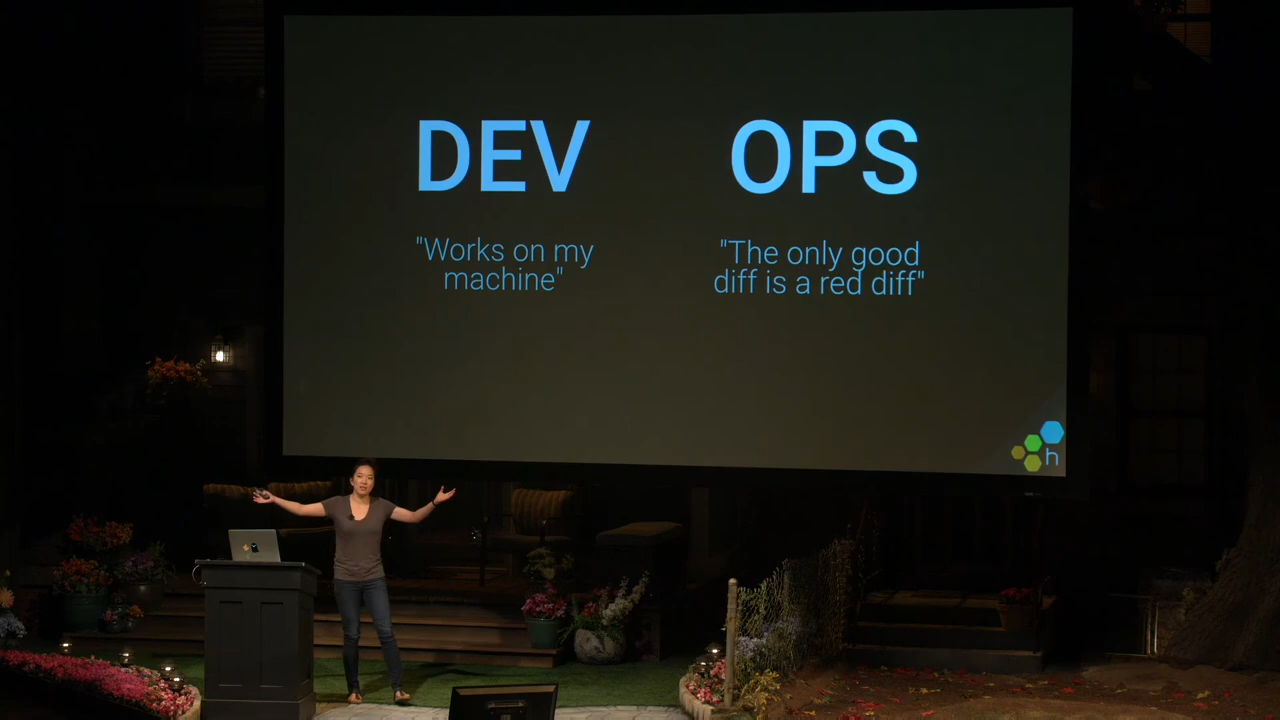 DEV
"Works on my
machine"
OPS
"The only good
diff is a red diff"
h